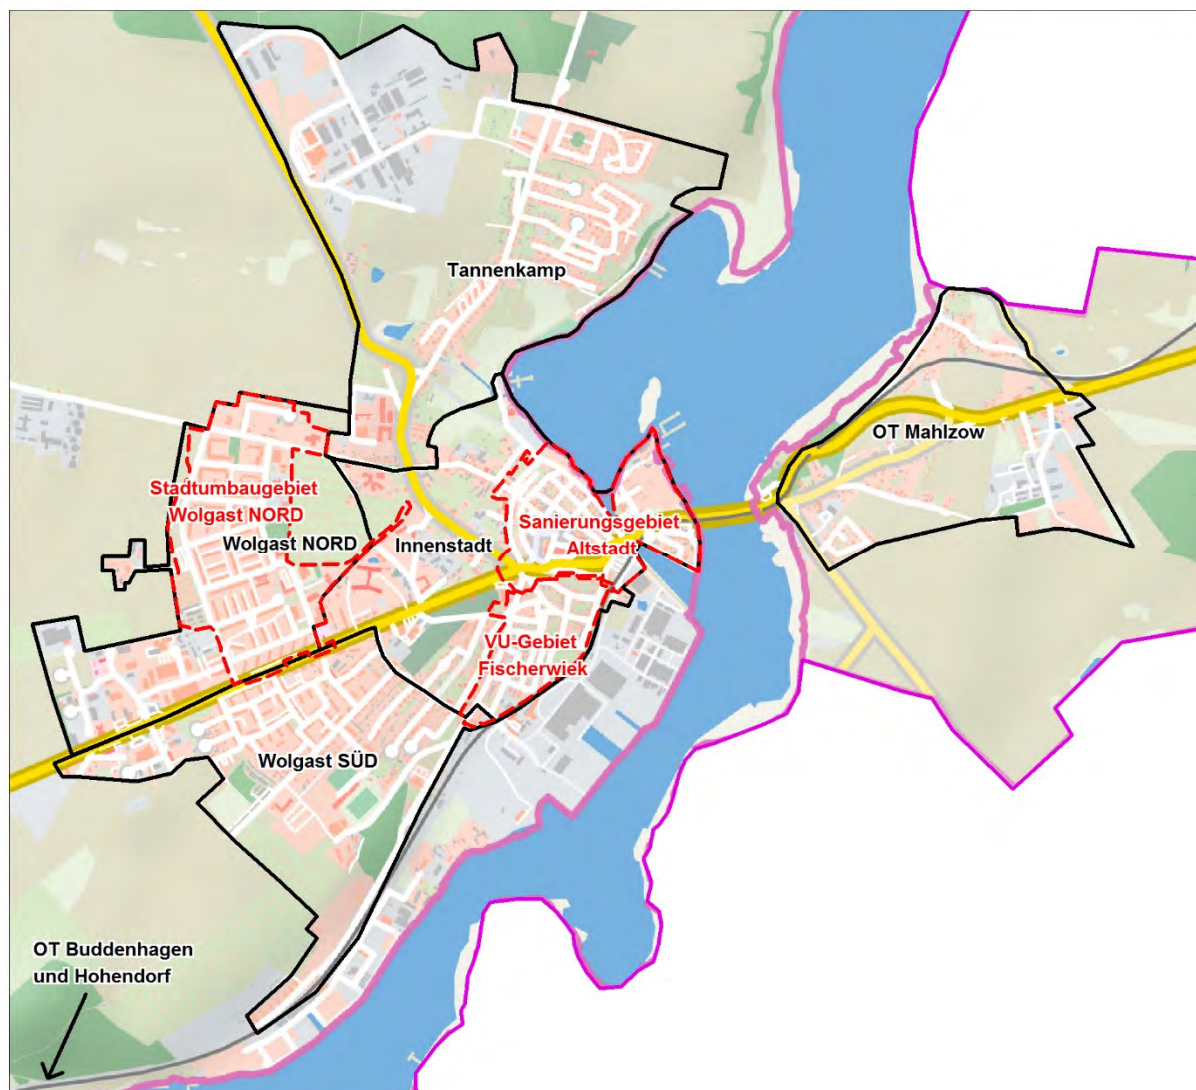 Tannenkamp
OT Mahlzow
Stadtumbaugebiet
Wolgast NORD
Wolgast NORD
Innenstadt
Sanierungsgebiet
Altstadt
VU-Gebiet
Fischerwiek
Wolgast SÜD
OT Buddenhagen
und Hohendorf